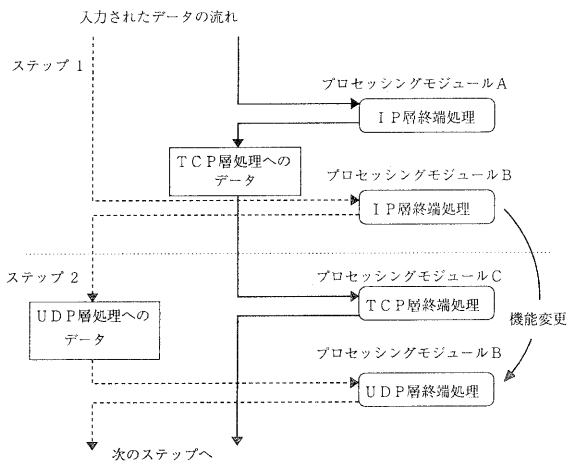 入力されたデータの流れ
ステップ1
プロセッシングモジュールA
IP層終端処理
TCP層処理への
データ
プロセッシングモジュールB
IP層終端処理
ステップ2
プロセッシングモジュールC
TCP層終端処理
UDP層処理への
データ
機能変更
プロセッシングモジュールB
UDP層終端処理
次のステップへ